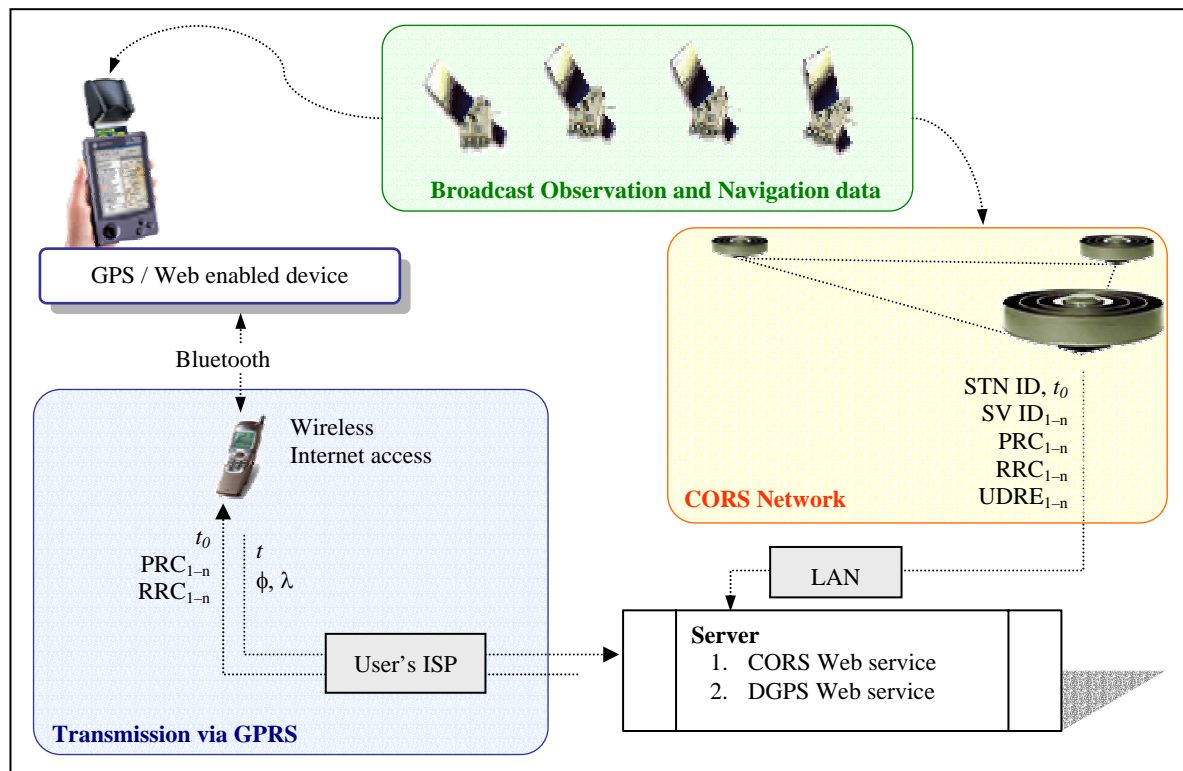 Broadcast Observation and Navigation data
GPS / Web enabled device
Bluetooth
Wireless
Internet access
t₀
PRC₁₋ₙ
RRC₁₋ₙ
t
ϕ, λ
User's ISP
Transmission via GPRS
STN ID, t₀
SV ID₁₋ₙ
PRC₁₋ₙ
RRC₁₋ₙ
UDRE₁₋ₙ
CORS Network
LAN
Server
1. CORS Web service
2. DGPS Web service